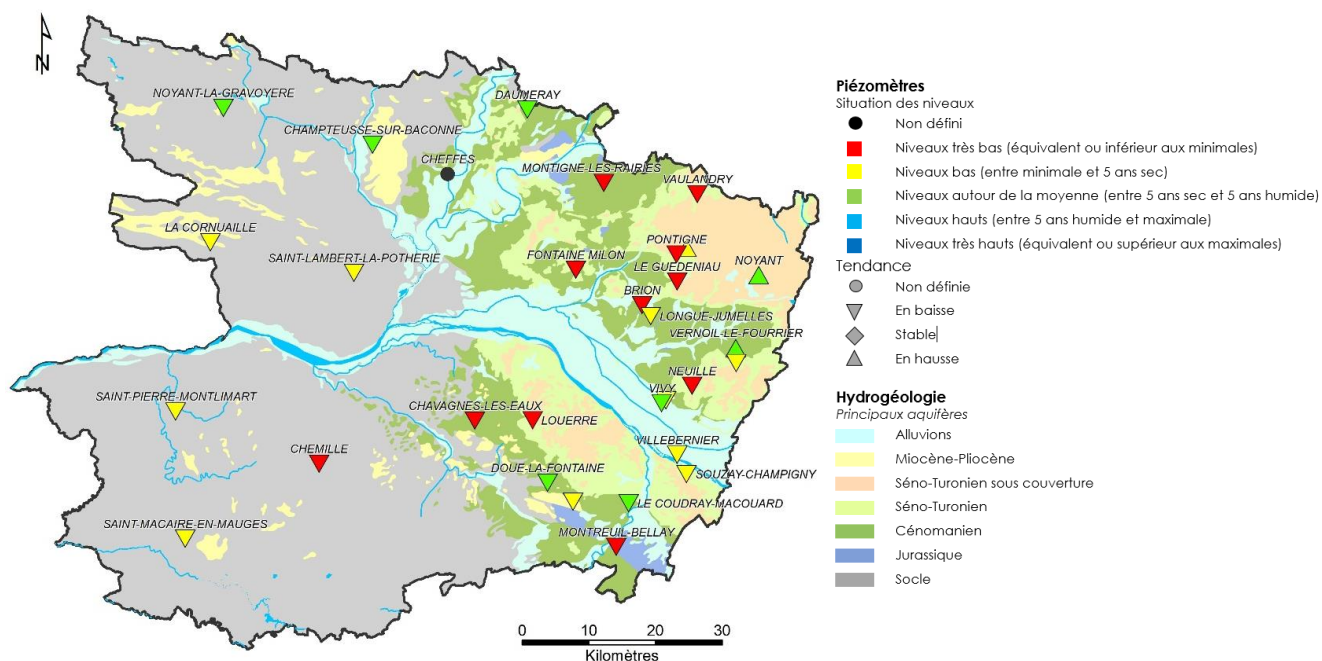 N
NOYANT-LA-GRAVOYERE
DAUMERAY
CHAMPTEUSSE-SUR-BACONNE
CHEFFES
MONTIGNE-LES-RAIRIES
VAULANDRY
LA CORNUAILLE
SAINT-LAMBERT-LA-POTHERIE
PONTIGNE
FONTAINE MILON
LE GUEDENIAU
NOYANT
BRION
LONGUE-JUMELLES
VERNOIL-LE-FOURRIER
NEUILLE
VIVY
SAINT-PIERRE-MONTLIMART
CHAVAGNES-LES-EAUX
LOUERRE
CHEMILLE
VILLEBERNIER
DOUE-LA-FONTAINE
SOUZAY-CHAMPIGNY
LE COUDRAY-MACOUARD
SAINT-MACAIRE-EN-MAUGES
MONTREUIL-BELLAY
0 10 20 30
Kilomètres
Piézomètres
Situation des niveaux
Non défini
Niveaux très bas (équivalent ou inférieur aux minimales)
Niveaux bas (entre minimale et 5 ans sec)
Niveaux autour de la moyenne (entre 5 ans sec et 5 ans humide)
Niveaux hauts (entre 5 ans humide et maximale)
Niveaux très hauts (équivalent ou supérieur aux maximales)
Tendance
Non définie
En baisse
Stable
En hausse
Hydrogéologie
Principaux aquifères
Alluvions
Miocène-Pliocène
Séno-Turonien sous couverture
Séno-Turonien
Cénomanien
Jurassique
Socle